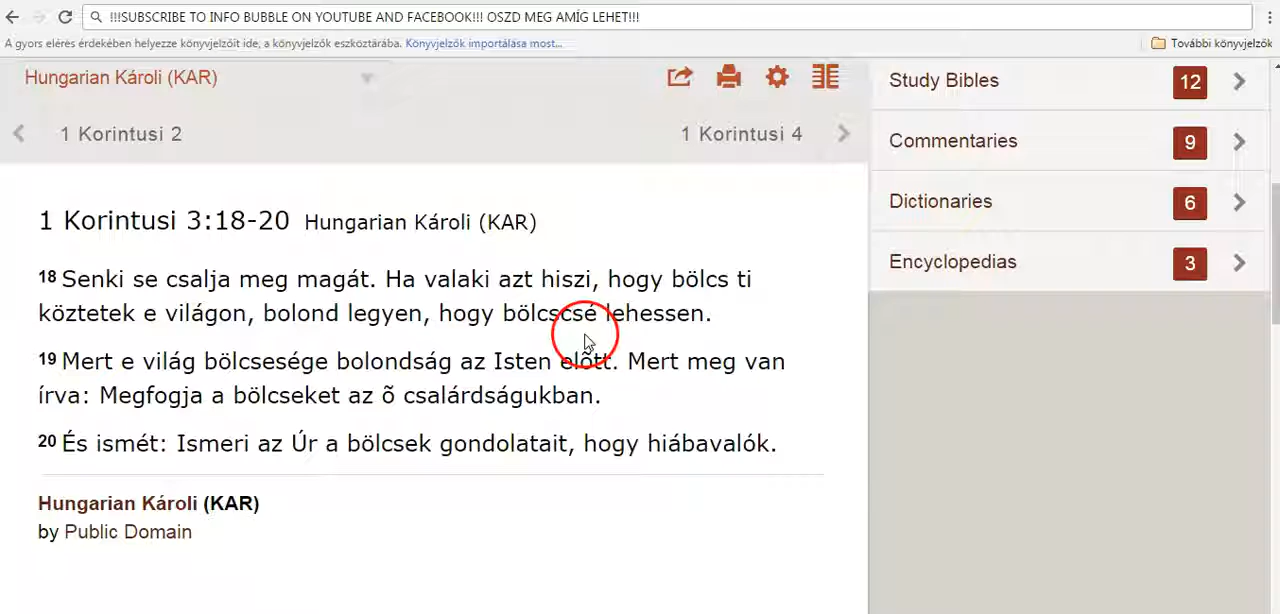 !!!SUBSCRIBE TO INFO BUBBLE ON YOUTUBE AND FACEBOOK!!! OSZD MEG AMÍG LEHET!!!
A gyors elérés érdekében helyezze könyvjelzőit ide, a könyvjelzők eszköztárába. Könyvjelzők importálása most...
További könyvjelzők
Hungarian Károli (KAR)
1 Korintusi 2
1 Korintusi 4
1 Korintusi 3:18-20 Hungarian Károli (KAR)
18 Senki se csalja meg magát. Ha valaki azt hiszi, hogy bölcs ti
köztetek e világon, bolond legyen, hogy bölcscsé lehessen.
19 Mert e világ bölcsesége bolondság az Isten elõtt. Mert meg van
írva: Megfogja a bölcseket az õ csalárdságukban.
20 És ismét: Ismeri az Úr a bölcsek gondolatait, hogy hiábavalók.
Hungarian Károli (KAR)
by Public Domain
Study Bibles 12
Commentaries 9
Dictionaries 6
Encyclopedias 3